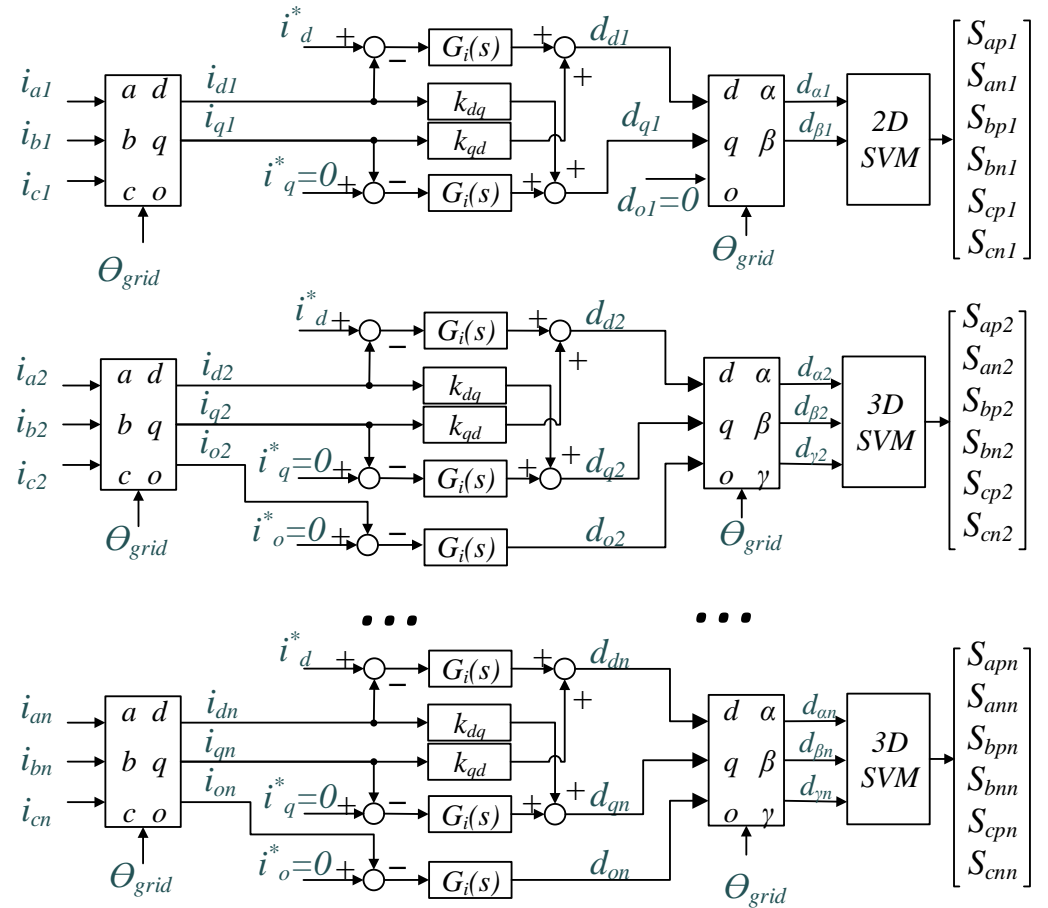 i*d + − Gi(s) + + dd1
ia1 ib1 ic1
a d b q c o
id1 iq1
kdq kqd
i*q=0 + − Gi(s) + + dq1
do1=0
d α q β o
dα1 dβ1
2D SVM
Sap1
San1
Sbp1
Sbn1
Scp1
Scn1
Θgrid Θgrid
i*d + − Gi(s) + + dd2
ia2 ib2 ic2
a d b q c o
id2 iq2 io2
kdq kqd
i*q=0 + − Gi(s) + + dq2
i*o=0 + − Gi(s) do2
d α q β o γ
dα2 dβ2 dγ2
3D SVM
Sap2
San2
Sbp2
Sbn2
Scp2
Scn2
Θgrid Θgrid
... ...
i*d + − Gi(s) + + ddn
ian ibn icn
a d b q c o
idn iqn ion
kdq kqd
i*q=0 + − Gi(s) + + dqn
i*o=0 + − Gi(s) don
d α q β o γ
dαn dβn dγn
3D SVM
Sapn
Sann
Sbpn
Sbnn
Scpn
Scnn
Θgrid Θgrid